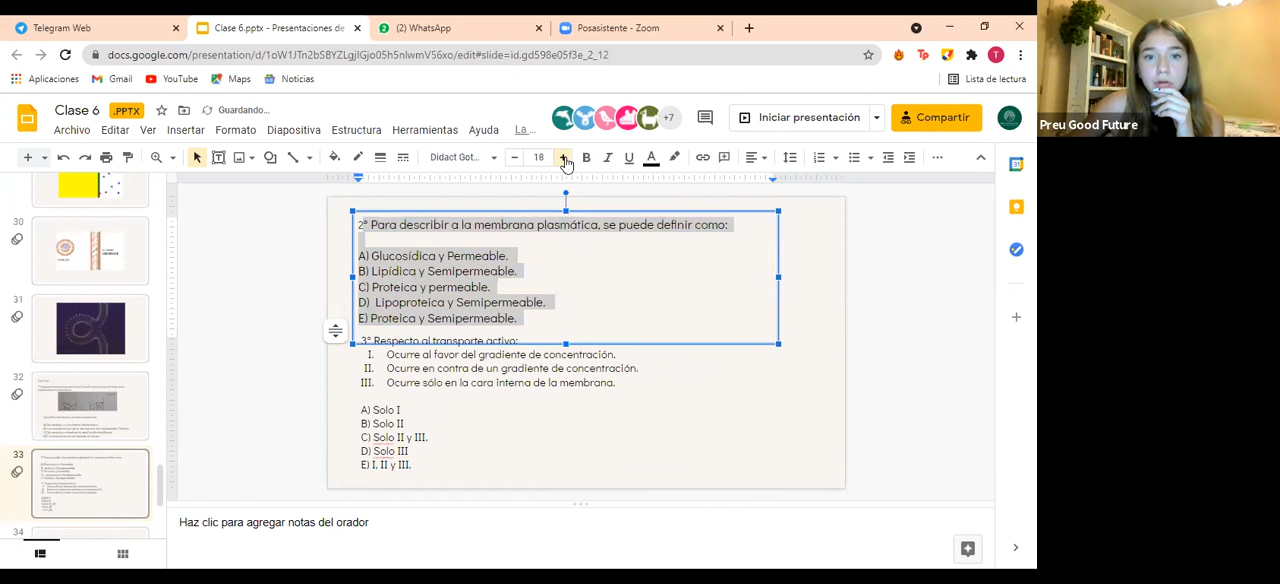 Telegram Web
Clase 6.pptx - Presentaciones de
WhatsApp
Posasistente - Zoom
docs.google.com/presentation/d/1oW1JTn2bSBYZLgjIGjo05h5nIwmV56xo/edit#slide=id.gd598e05f3e_2_12
Aplicaciones
Gmail
YouTube
Maps
Noticias
Lista de lectura
Preu Good Future
Clase 6
.PPTX
Guardando...
Archivo
Editar
Ver
Insertar
Formato
Diapositiva
Estructura
Herramientas
Ayuda
La ...
+7
Iniciar presentación
Compartir
Didact Got...
18
B
I
U
A
2° Para describir a la membrana plasmática, se puede definir como:
A) Glucosídica y Permeable.
B) Lipídica y Semipermeable.
C) Proteica y permeable.
D) Lipoproteica y Semipermeable.
E) Proteica y Semipermeable.
3° Respecto al transporte activo:
I. Ocurre al favor del gradiente de concentración.
II. Ocurre en contra de un gradiente de concentración.
III. Ocurre sólo en la cara interna de la membrana.
A) Solo I
B) Solo II
C) Solo II y III.
D) Solo III
E) I, II y III.
30
31
32
33
34
Haz clic para agregar notas del orador